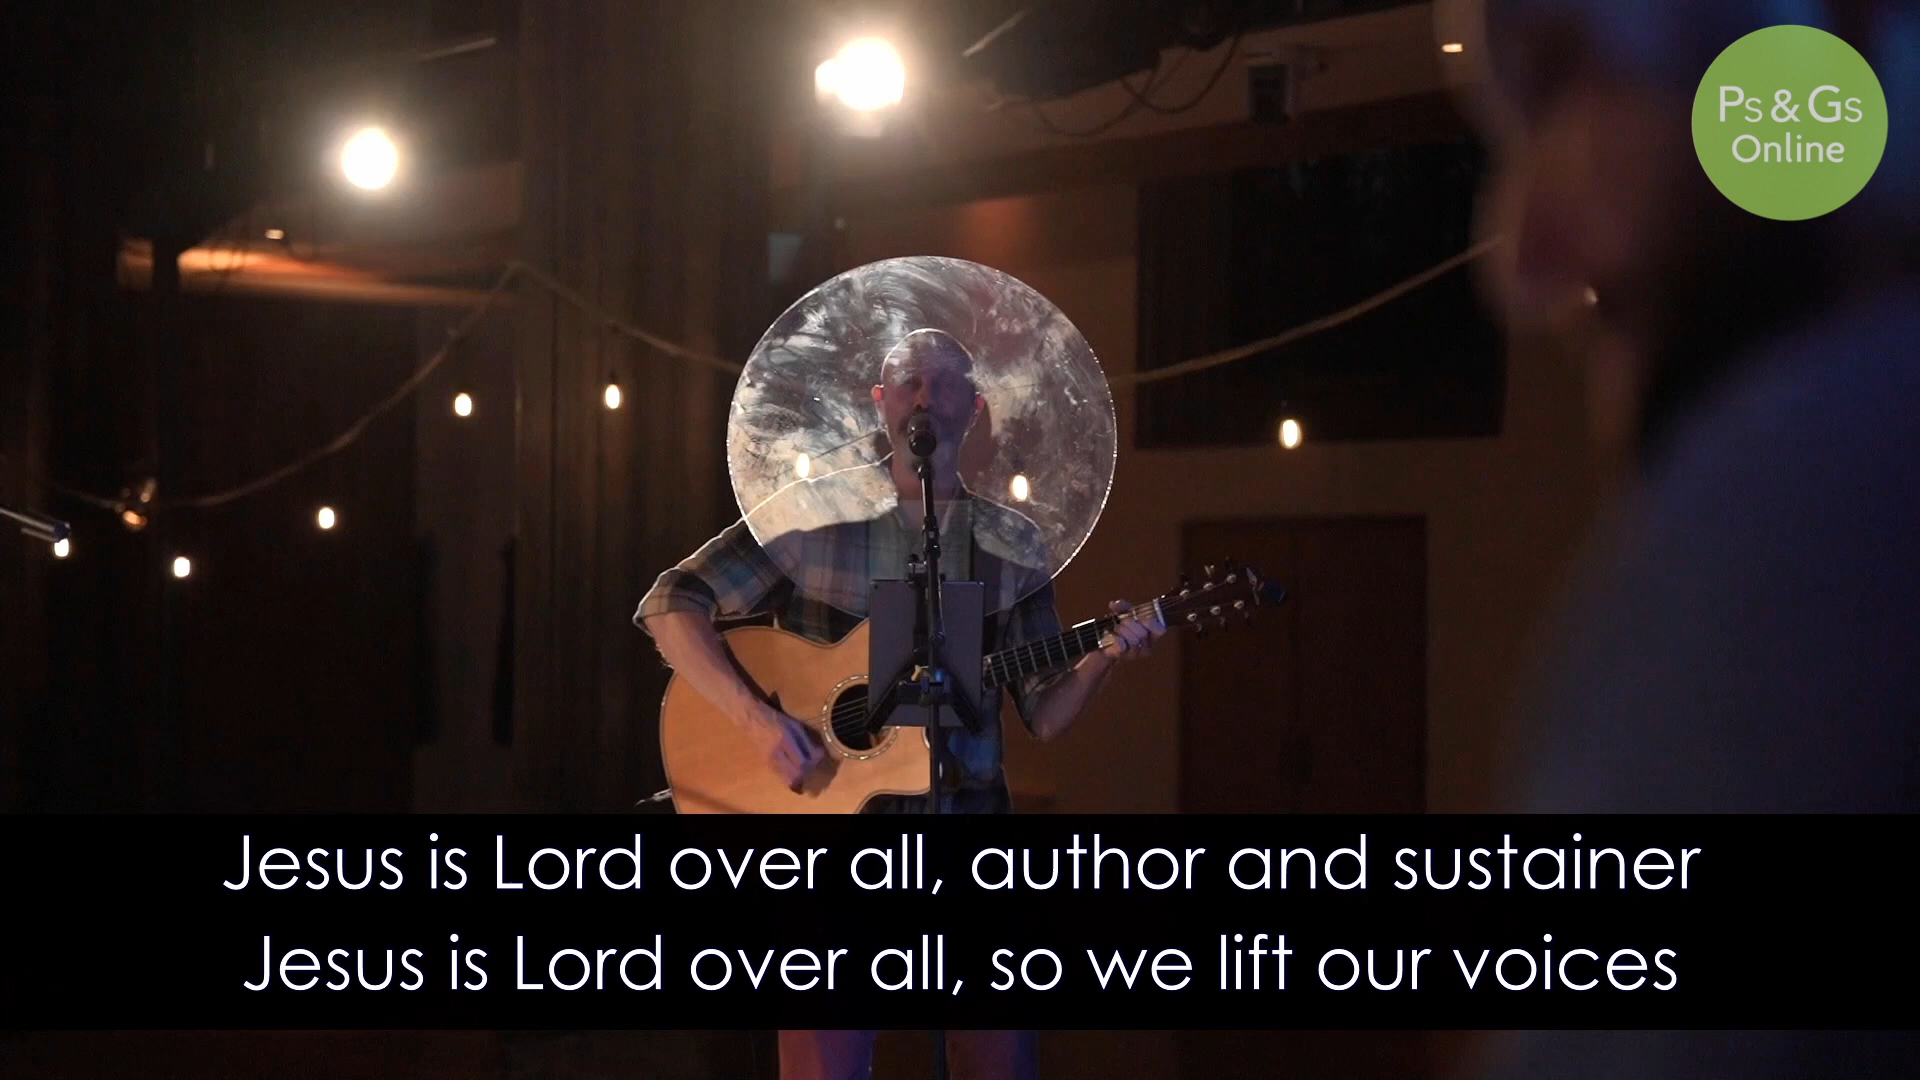 Ps & Gs
Online
Jesus is Lord over all, author and sustainer
Jesus is Lord over all, so we lift our voices